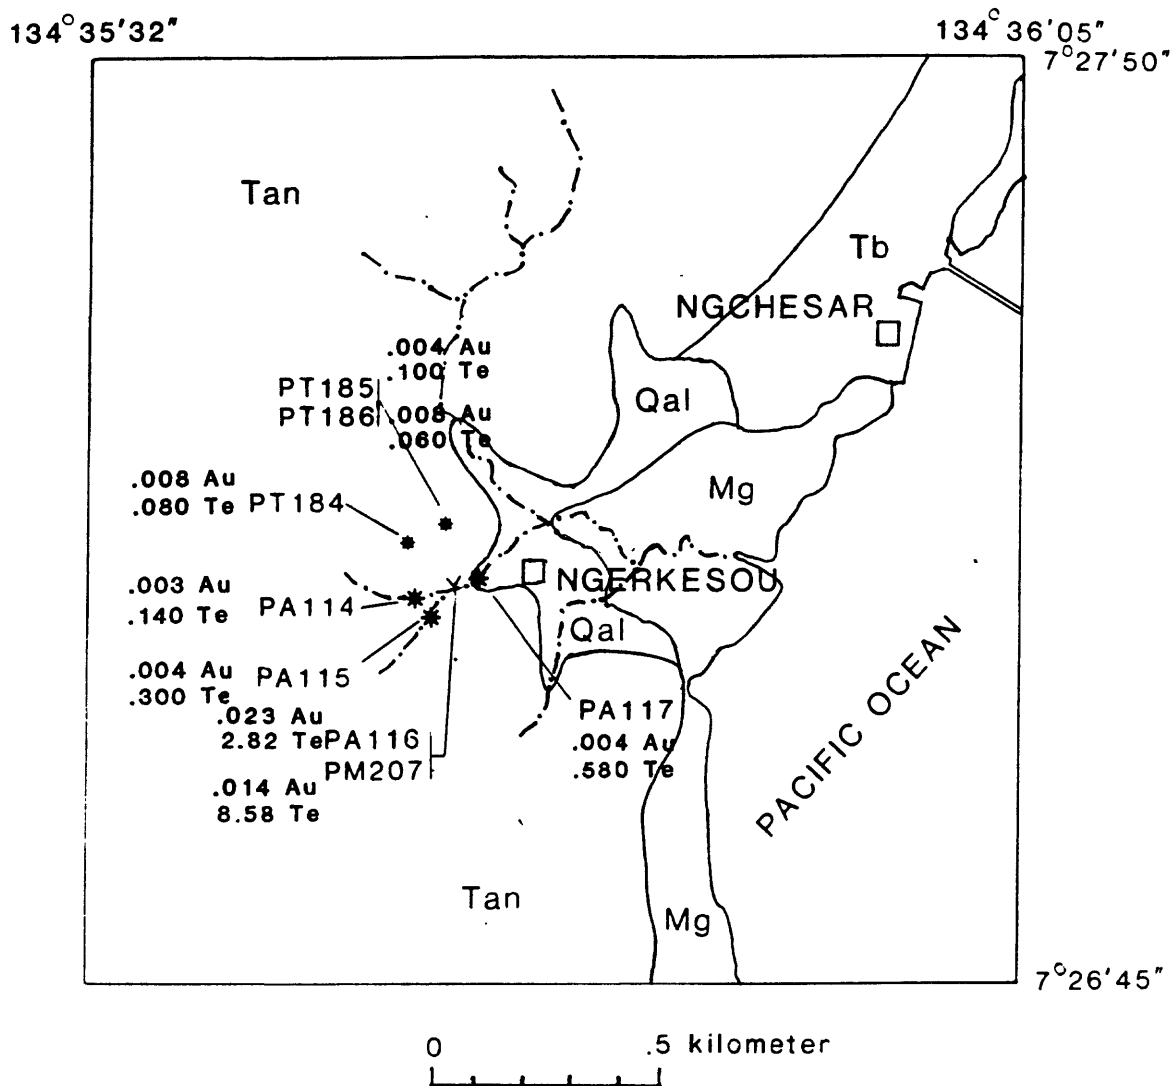 134°35'32"
134°36'05"
7°27'50"
Tan
Tb
NGCHESAR
.004 Au
.100 Te
PT185
PT186
.008 Au
.060 Te
Qal
.008 Au
.080 Te
PT184
Mg
.003 Au
.140 Te
PA114
NGERKESOU
Qal
.004 Au
.300 Te
PA115
.023 Au
2.82 Te
PA116
PM207
.014 Au
8.58 Te
PA117
.004 Au
.580 Te
PACIFIC OCEAN
Tan
Mg
7°26'45"
0 .5 kilometer